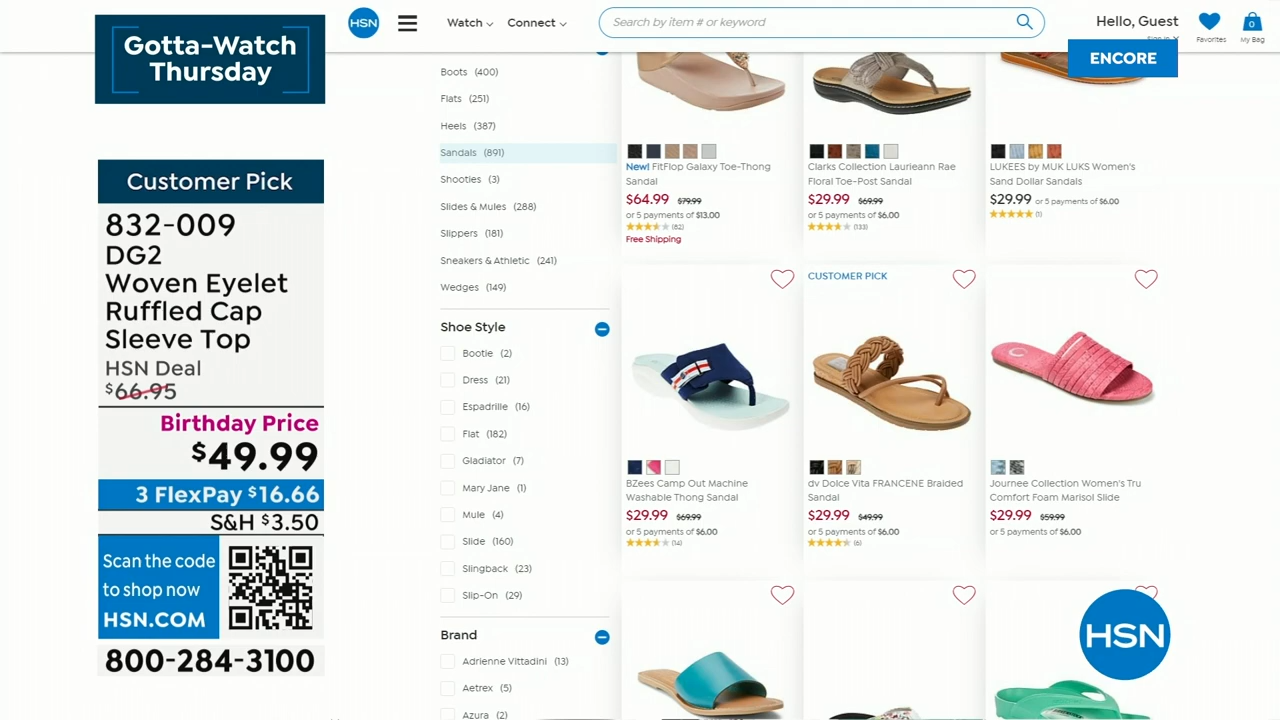 Gotta-Watch
Thursday
Customer Pick
832-009
DG2
Woven Eyelet
Ruffled Cap
Sleeve Top
HSN Deal
$66.95
Birthday Price
$49.99
3 FlexPay $16.66
S&H $3.50
Scan the code
to shop now
HSN.COM
800-284-3100
HSN
Watch
Connect
Search by item # or keyword
Hello, Guest
Favorites
0
My Bag
ENCORE
Boots (400)
Flats (251)
Heels (387)
Sandals (891)
Shooties (3)
Slides & Mules (288)
Slippers (181)
Sneakers & Athletic (241)
Wedges (149)
Shoe Style
Bootie (2)
Dress (21)
Espadrille (16)
Flat (182)
Gladiator (7)
Mary Jane (1)
Mule (4)
Slide (160)
Slingback (23)
Slip-On (29)
Brand
Adrienne Vittadini (13)
Aetrex (5)
Azura (2)
New! FitFlop Galaxy Toe-Thong
Sandal
$64.99 $79.99
or 5 payments of $13.00
(82)
Free Shipping
Clarks Collection Laurieann Rae
Floral Toe-Post Sandal
$29.99 $69.99
or 5 payments of $6.00
(133)
LUKEES by MUK LUKS Women's
Sand Dollar Sandals
$29.99 or 5 payments of $6.00
(1)
BZees Camp Out Machine
Washable Thong Sandal
$29.99 $69.99
or 5 payments of $6.00
(14)
CUSTOMER PICK
dv Dolce Vita FRANCENE Braided
Sandal
$29.99 $49.99
or 5 payments of $6.00
(6)
Journee Collection Women's Tru
Comfort Foam Marisol Slide
$29.99 $59.99
or 5 payments of $6.00
HSN